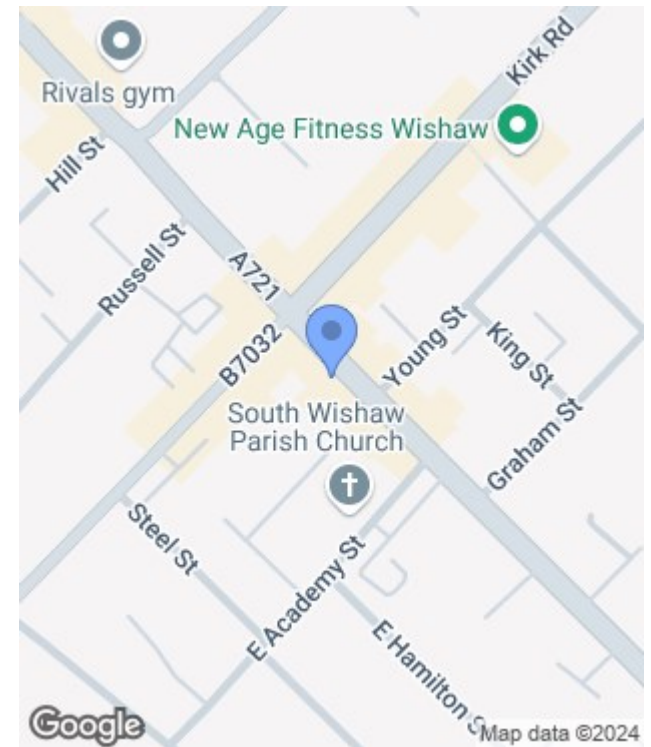 Kirk Rd
Rivals gym
New Age Fitness Wishaw
Hill St
Russell St
A721
B7032
Young St
King St
South Wishaw
Parish Church
Graham St
Steel St
E Academy St
E Hamilton S
Google
Map data ©2024